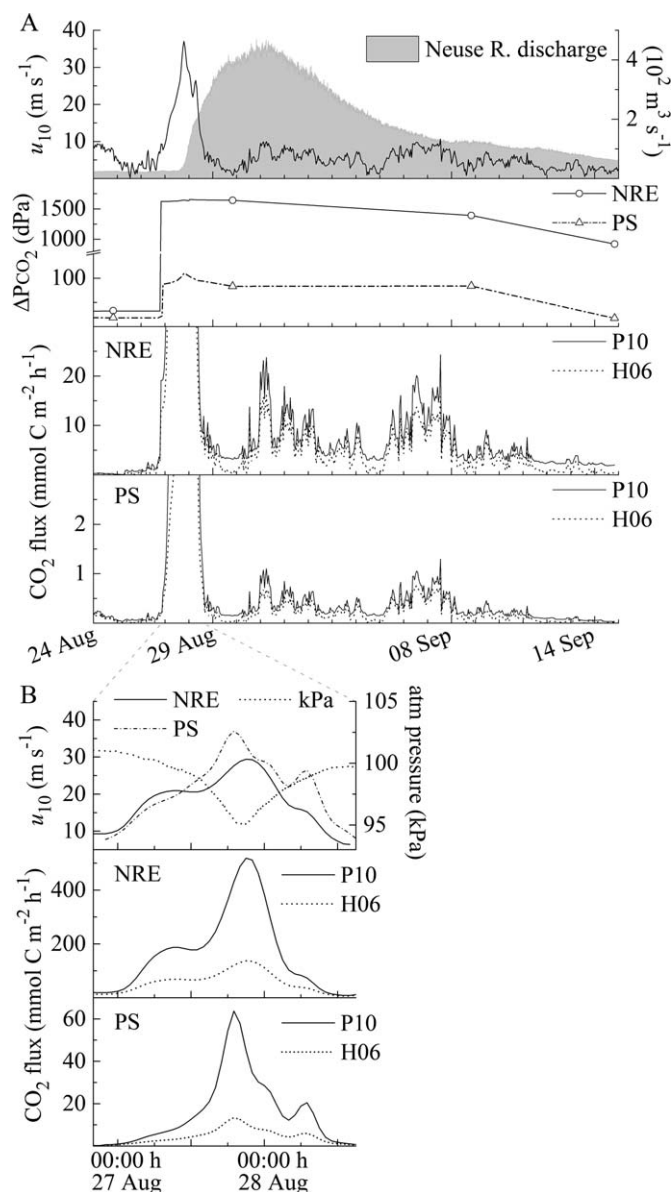 A
40
30
20
10
u10 (m s-1)
Neuse R. discharge
4
2
0
(10² m³ s-1)
1500
1000
100
ΔPCO2 (dPa)
NRE
PS
NRE
20
10
P10
H06
PS
2
1
P10
H06
CO2 flux (mmol C m-2 h-1)
24 Aug
29 Aug
08 Sep
14 Sep
B
NRE
kPa
PS
40
30
20
10
u10 (m s-1)
105
100
95
atm pressure (kPa)
NRE
400
200
P10
H06
PS
60
40
20
P10
H06
CO2 flux (mmol C m-2 h-1)
00:00 h
27 Aug
00:00 h
28 Aug